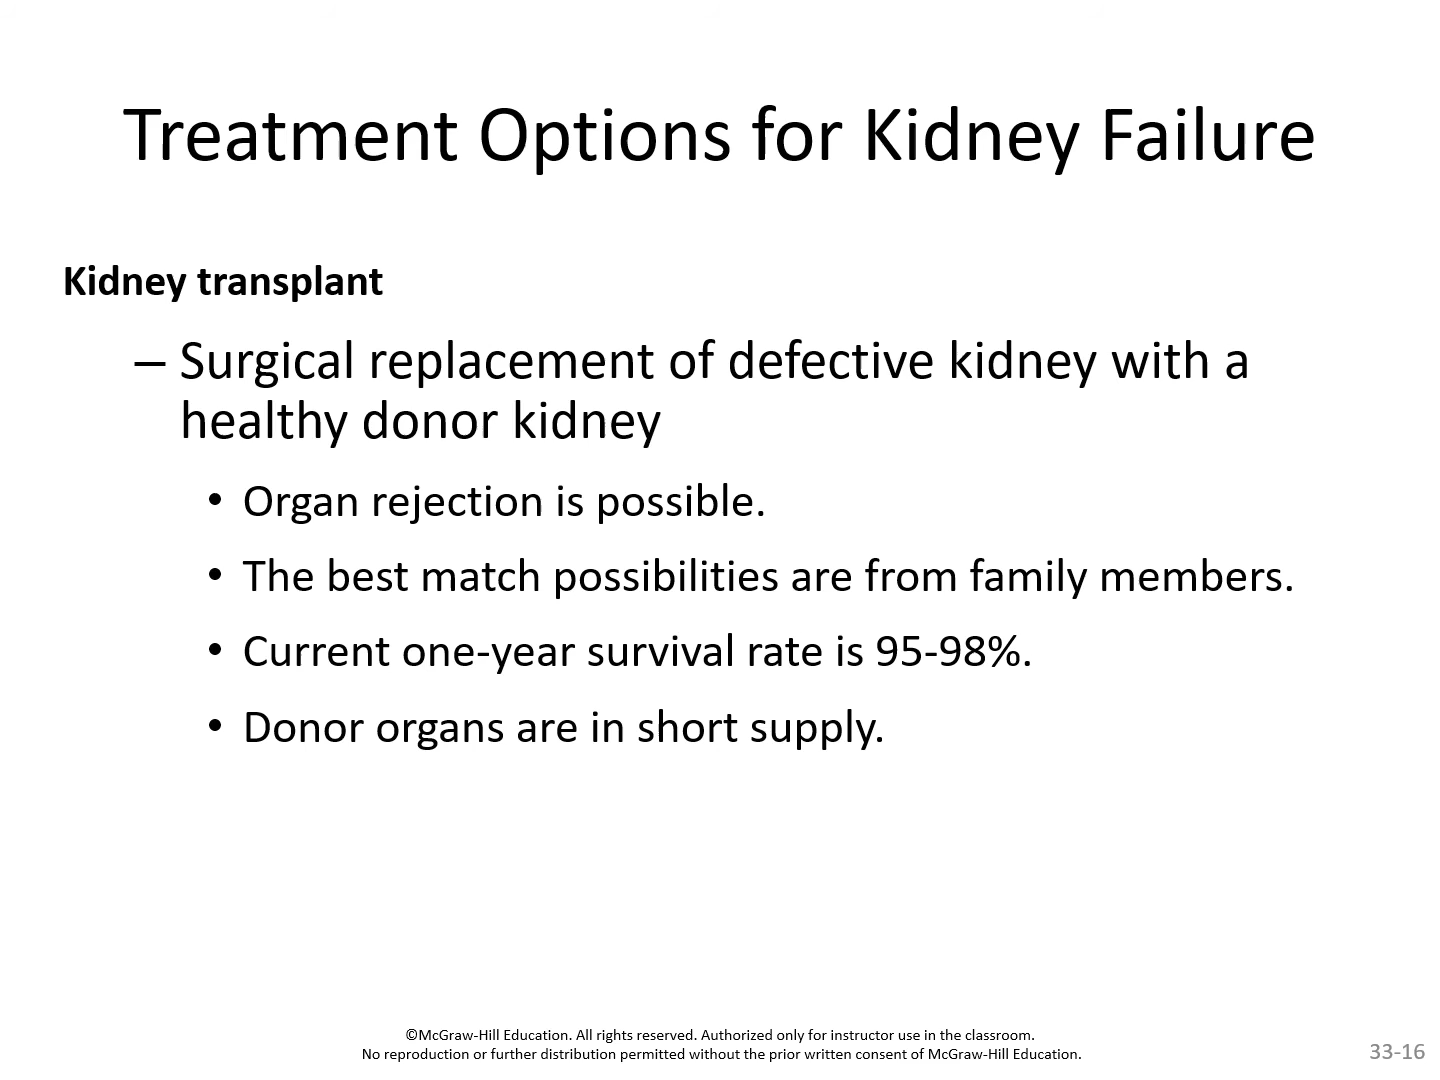 Treatment Options for Kidney Failure
Kidney transplant
– Surgical replacement of defective kidney with a
healthy donor kidney
• Organ rejection is possible.
• The best match possibilities are from family members.
• Current one-year survival rate is 95-98%.
• Donor organs are in short supply.
©McGraw-Hill Education. All rights reserved. Authorized only for instructor use in the classroom.
No reproduction or further distribution permitted without the prior written consent of McGraw-Hill Education.
33-16